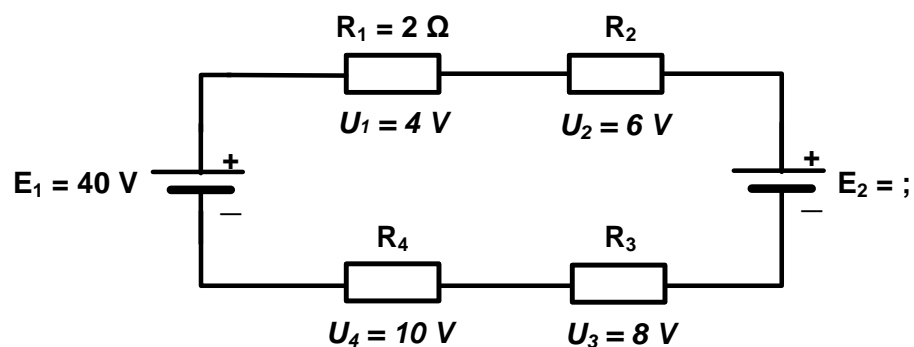 R₁ = 2 Ω R₂
U₁ = 4 V U₂ = 6 V
+ +
E₁ = 40 V E₂ = ;
_ _
R₄ R₃
U₄ = 10 V U₃ = 8 V